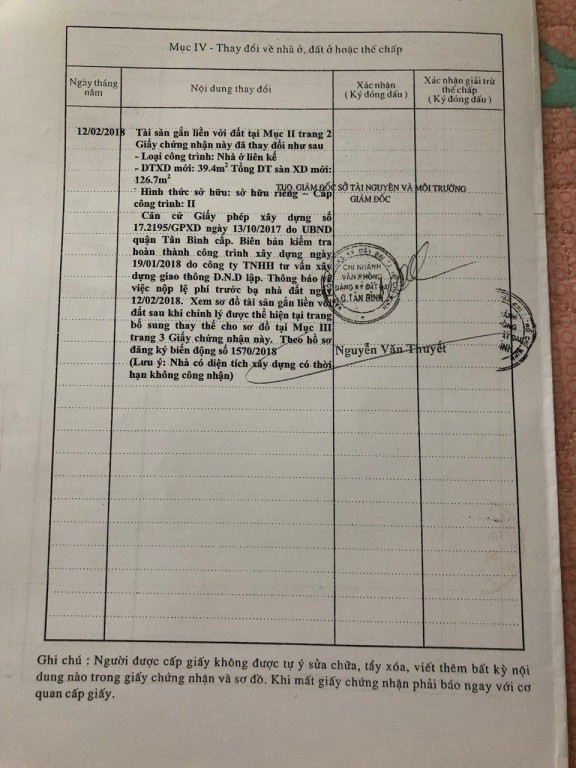 Mục IV - Thay đổi về nhà ở, đất ở hoặc thế chấp
Ngày tháng năm
Nội dung thay đổi
Xác nhận
( Ký đóng dấu)
Xác nhận giải trừ
thế chấp
( Ký đóng dấu)
12/02/2018
Tài sản gắn liền với đất tại Mục II trang 2
Giấy chứng nhận này đã thay đổi như sau
- Loại công trình: Nhà ở liên kế
- DTXD mới: 39.4m² Tổng DT sàn XD mới:
126.7m²
- Hình thức sở hữu: sở hữu riêng – Cấp
công trình: II
Căn cứ Giấy phép xây dựng số
17.2195/GPXD ngày 13/10/2017 do UBND
quận Tân Bình cấp. Biên bản kiểm tra
hoàn thành công trình xây dựng ngày
19/01/2018 do công ty TNHH tư vấn xây
dựng giao thông D.N.D lập. Thông báo về
việc nộp lệ phí trước bạ nhà đất ngày
12/02/2018. Xem sơ đồ tài sản gắn liền với
đất sau khi chỉnh lý được thể hiện tại trang
bổ sung thay thế cho sơ đồ tại Mục III
trang 3 Giấy chứng nhận này. Theo hồ sơ
đăng ký biến động số 1570/2018
(Lưu ý: Nhà có diện tích xây dựng có thời
hạn không công nhận)
TUQ. GIÁM ĐỐC SỞ TÀI NGUYÊN VÀ MÔI TRƯỜNG
GIÁM ĐỐC
CHI NHÁNH
VĂN PHÒNG
ĐĂNG KÝ ĐẤT ĐAI
Q.TÂN BÌNH
Nguyễn Văn Thuyết
Ghi chú : Người được cấp giấy không được tự ý sửa chữa, tẩy xóa, viết thêm bất kỳ nội
dung nào trong giấy chứng nhận và sơ đồ. Khi mất giấy chứng nhận phải báo ngay với cơ
quan cấp giấy.